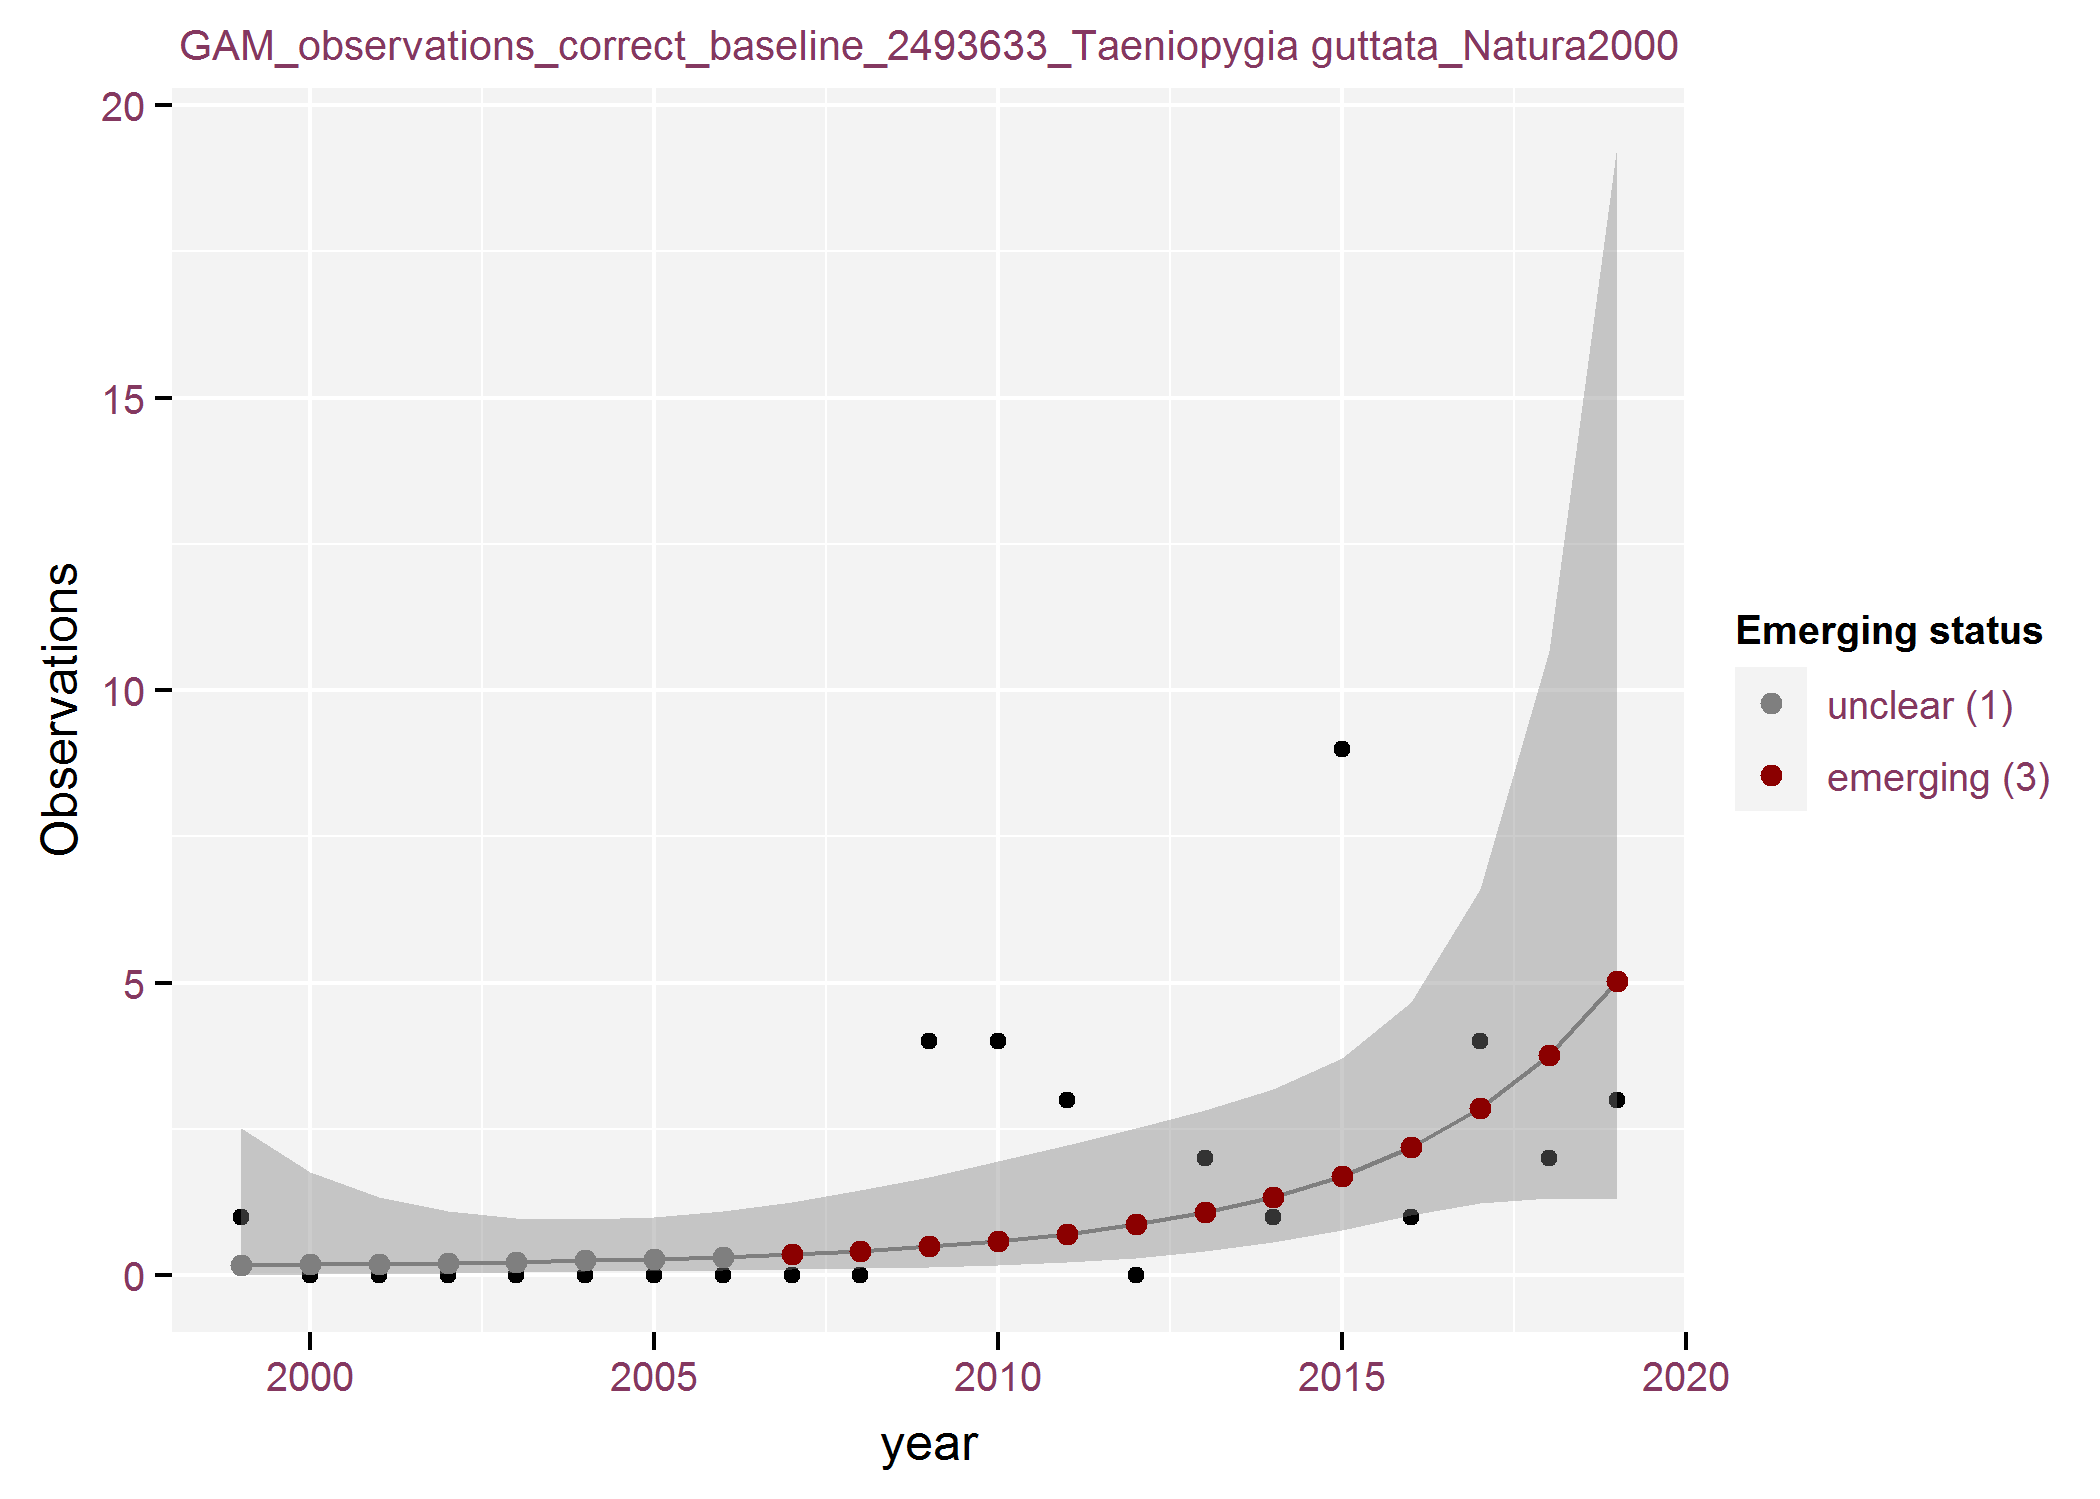 GAM_observations_correct_baseline_2493633_Taeniopygia guttata_Natura2000
20
15
10
5
0
Observations
2000
2005
2010
2015
2020
year
Emerging status
unclear (1)
emerging (3)